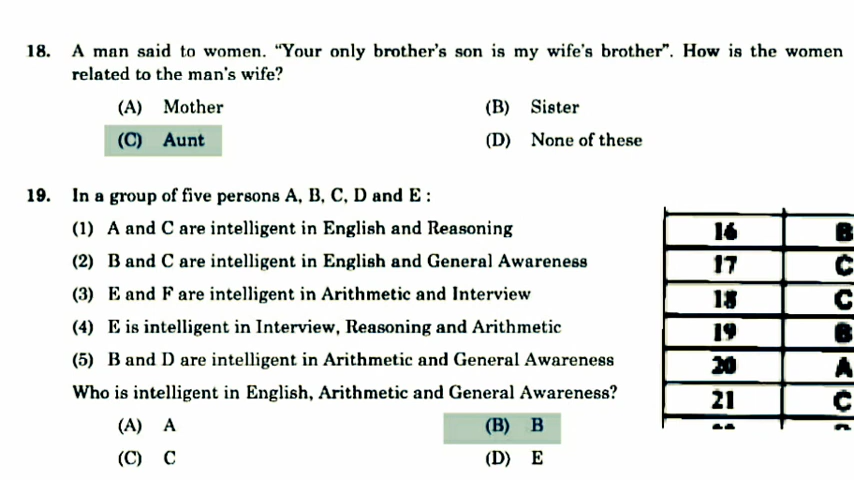 18. A man said to women. “Your only brother’s son is my wife’s brother”. How is the women
related to the man’s wife?
(A) Mother (B) Sister
(C) Aunt (D) None of these
19. In a group of five persons A, B, C, D and E :
(1) A and C are intelligent in English and Reasoning
(2) B and C are intelligent in English and General Awareness
(3) E and F are intelligent in Arithmetic and Interview
(4) E is intelligent in Interview, Reasoning and Arithmetic
(5) B and D are intelligent in Arithmetic and General Awareness
Who is intelligent in English, Arithmetic and General Awareness?
(A) A (B) B
(C) C (D) E
16 B
17 C
18 C
19 B
20 A
21 C